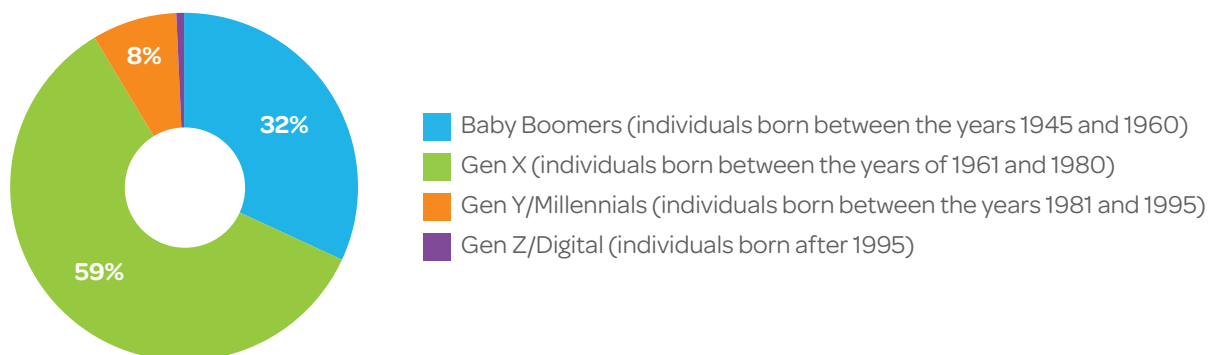 8%
32%
59%
Baby Boomers (individuals born between the years 1945 and 1960)
Gen X (individuals born between the years of 1961 and 1980)
Gen Y/Millennials (individuals born between the years 1981 and 1995)
Gen Z/Digital (individuals born after 1995)